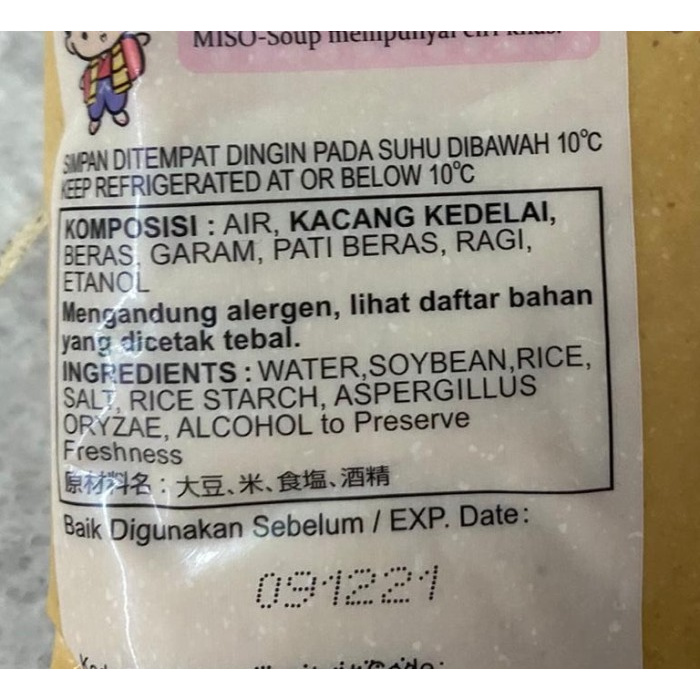 MISO-Soup mempunyai ciri khas.
SIMPAN DITEMPAT DINGIN PADA SUHU DIBAWAH 10°C
KEEP REFRIGERATED AT OR BELOW 10°C
KOMPOSISI : AIR, KACANG KEDELAI,
BERAS, GARAM, PATI BERAS, RAGI,
ETANOL
Mengandung alergen, lihat daftar bahan
yang dicetak tebal.
INGREDIENTS : WATER,SOYBEAN,RICE,
SALT, RICE STARCH, ASPERGILLUS
ORYZAE, ALCOHOL to Preserve
Freshness
原材料名：大豆、米、食塩、酒精
Baik Digunakan Sebelum / EXP. Date:
091221